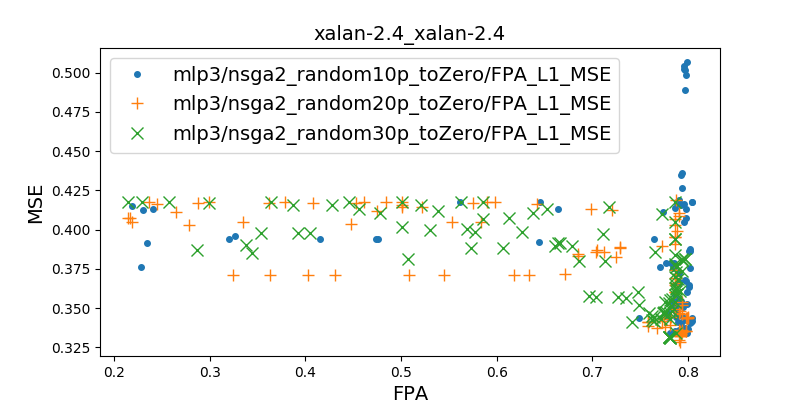 xalan-2.4_xalan-2.4
mlp3/nsga2_random10p_toZero/FPA_L1_MSE
mlp3/nsga2_random20p_toZero/FPA_L1_MSE
mlp3/nsga2_random30p_toZero/FPA_L1_MSE
MSE
0.500
0.475
0.450
0.425
0.400
0.375
0.350
0.325
0.2 0.3 0.4 0.5 0.6 0.7 0.8
FPA